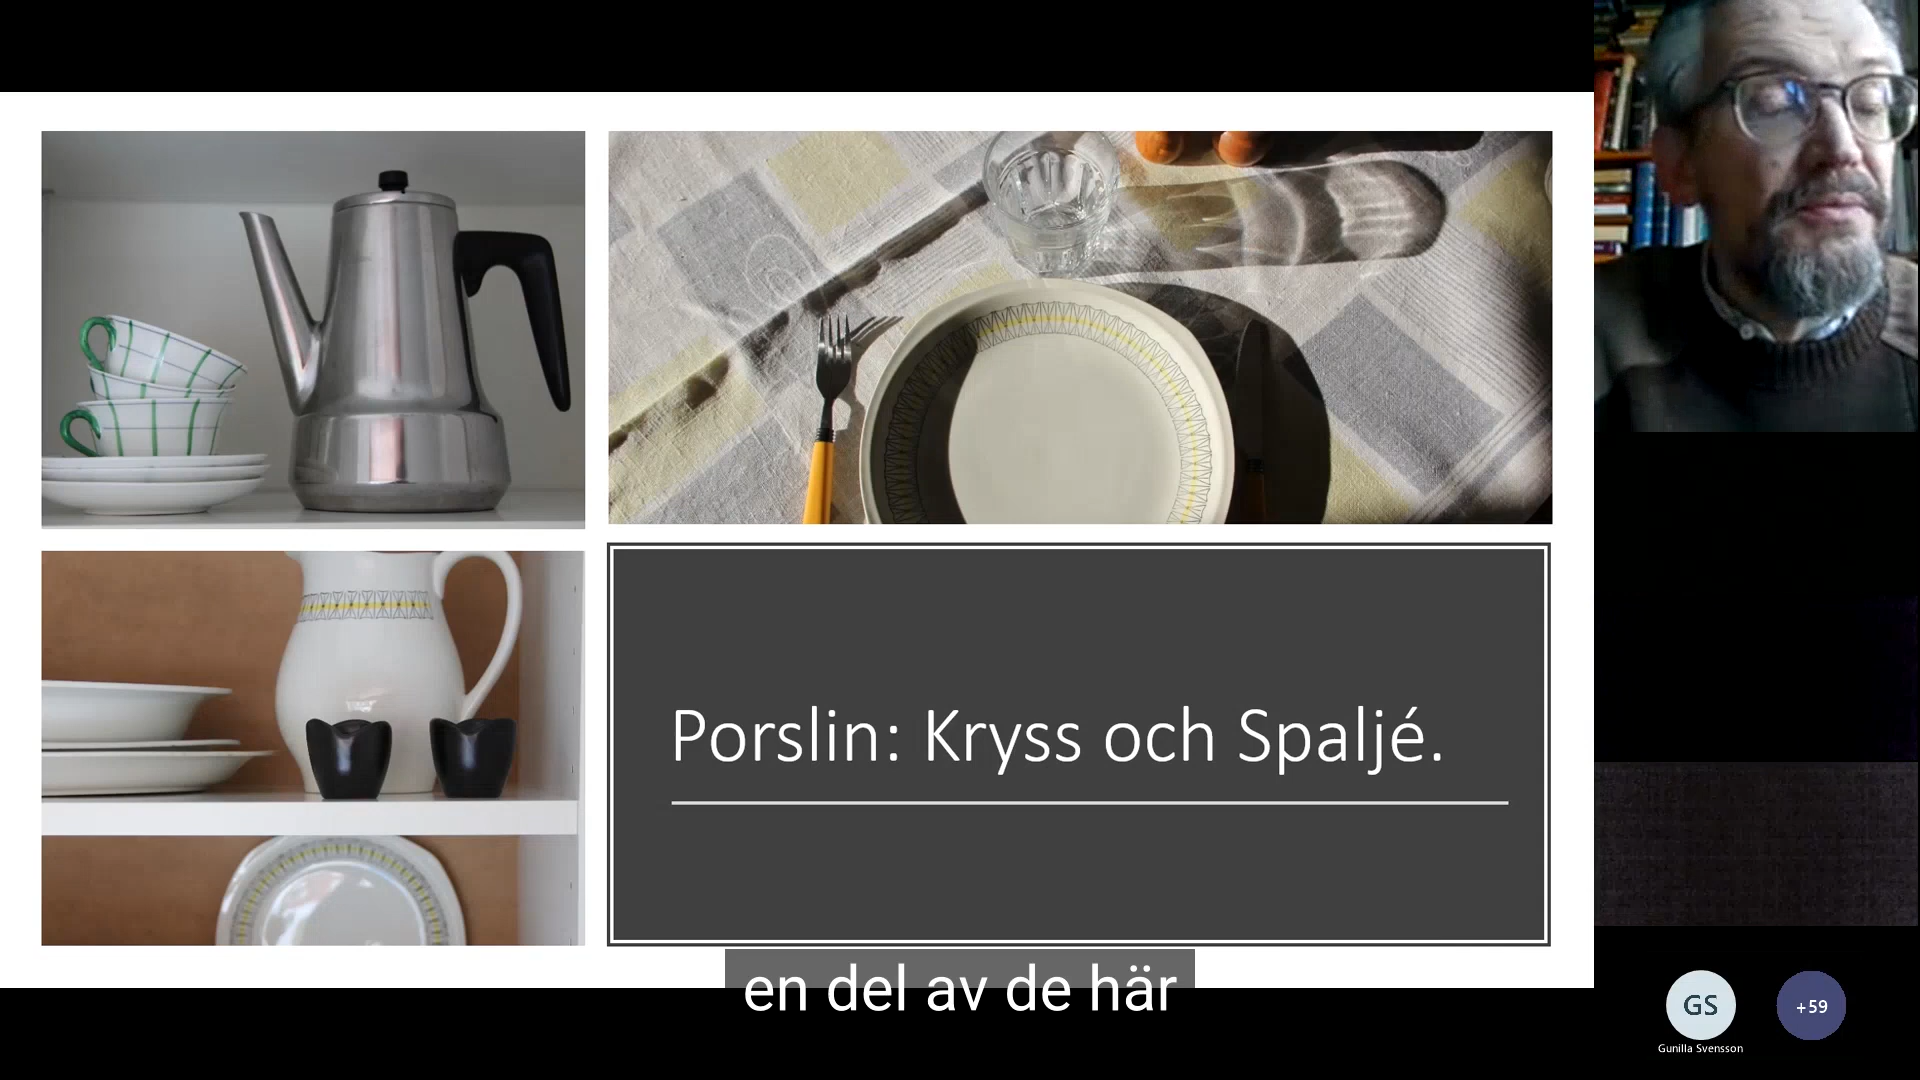 Porslin: Kryss och Spaljé.
en del av de här
GS
+59
Gunilla Svensson